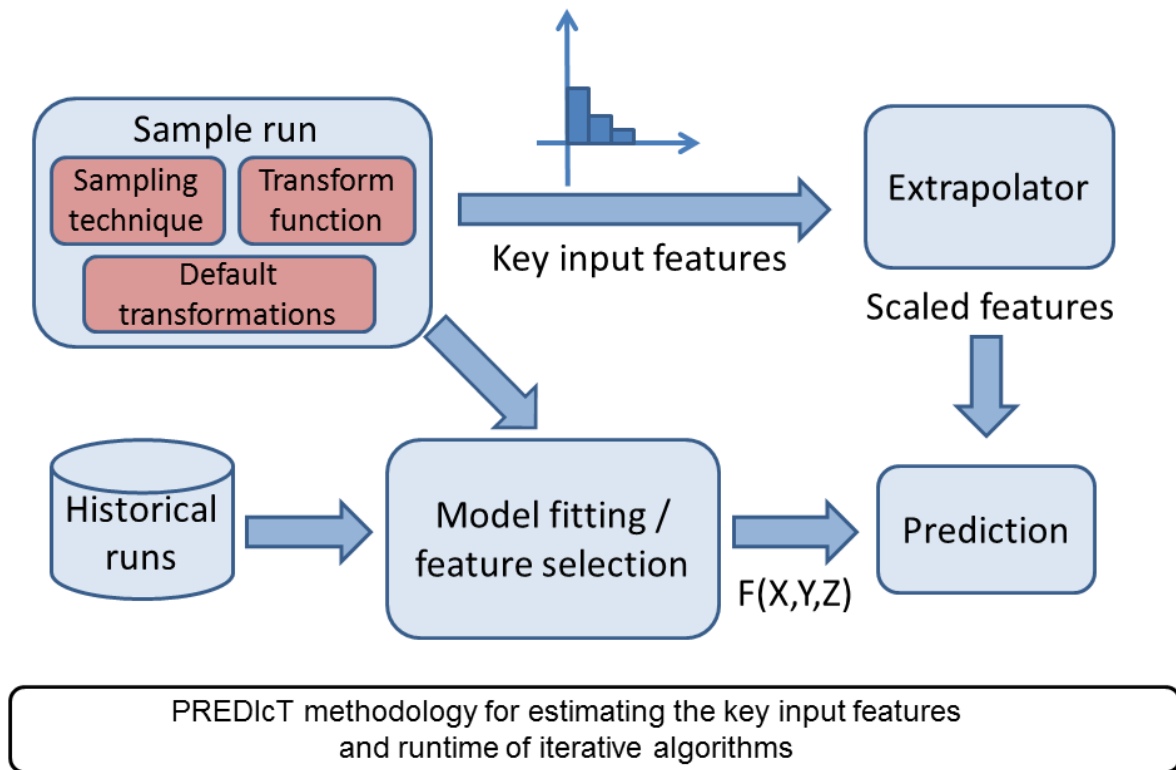 Sample run
Sampling
technique
Transform
function
Default
transformations
Key input features
Extrapolator
Scaled features
Historical
runs
Model fitting /
feature selection
F(X,Y,Z)
Prediction
PREDIcT methodology for estimating the key input features
and runtime of iterative algorithms